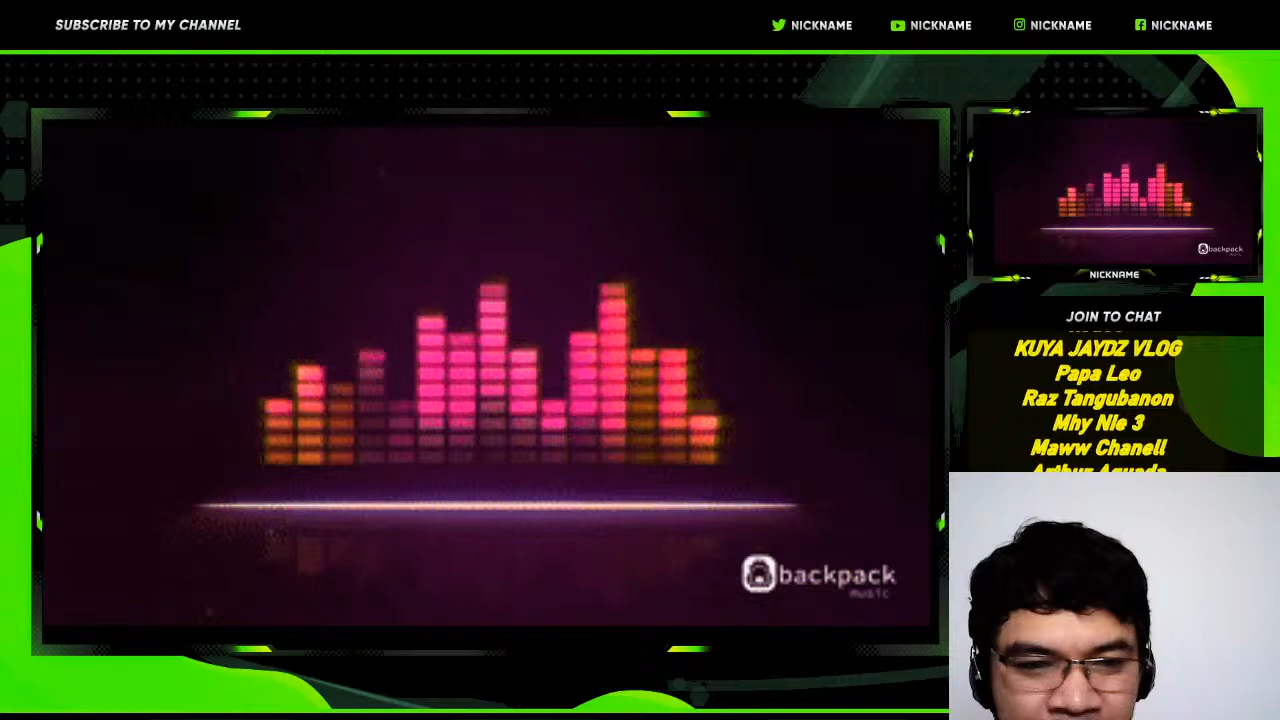 SUBSCRIBE TO MY CHANNEL
NICKNAME
NICKNAME
NICKNAME
NICKNAME
backpack
music
backpack
NICKNAME
JOIN TO CHAT
KUYA JAYDZ VLOG
Papa Leo
Raz Tangubanon
Mhy Nie 3
Maww Chanell